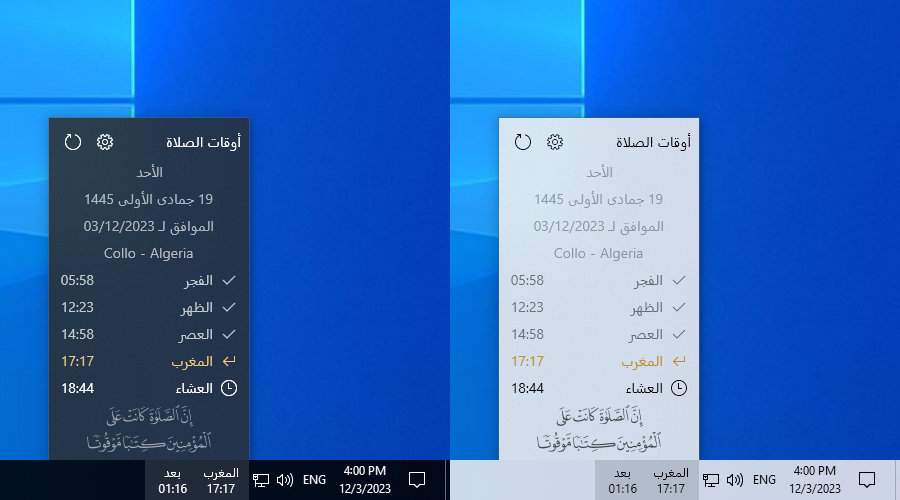 أوقات الصلاة
الأحد
19 جمادى الأولى 1445
الموافق لـ 03/12/2023
Collo - Algeria
الفجر 05:58
الظهر 12:23
العصر 14:58
المغرب 17:17
العشاء 18:44
إِنَّ ٱلصَّلَوٰةَ كَانَتْ عَلَى
ٱلْمُؤْمِنِينَ كِتَـٰبًا مَّوْقُوتًا
المغرب بعد
17:17 01:16
ENG
4:00 PM
12/3/2023
أوقات الصلاة
الأحد
19 جمادى الأولى 1445
الموافق لـ 03/12/2023
Collo - Algeria
الفجر 05:58
الظهر 12:23
العصر 14:58
المغرب 17:17
العشاء 18:44
إِنَّ ٱلصَّلَوٰةَ كَانَتْ عَلَى
ٱلْمُؤْمِنِينَ كِتَـٰبًا مَّوْقُوتًا
المغرب بعد
17:17 01:16
ENG
4:00 PM
12/3/2023